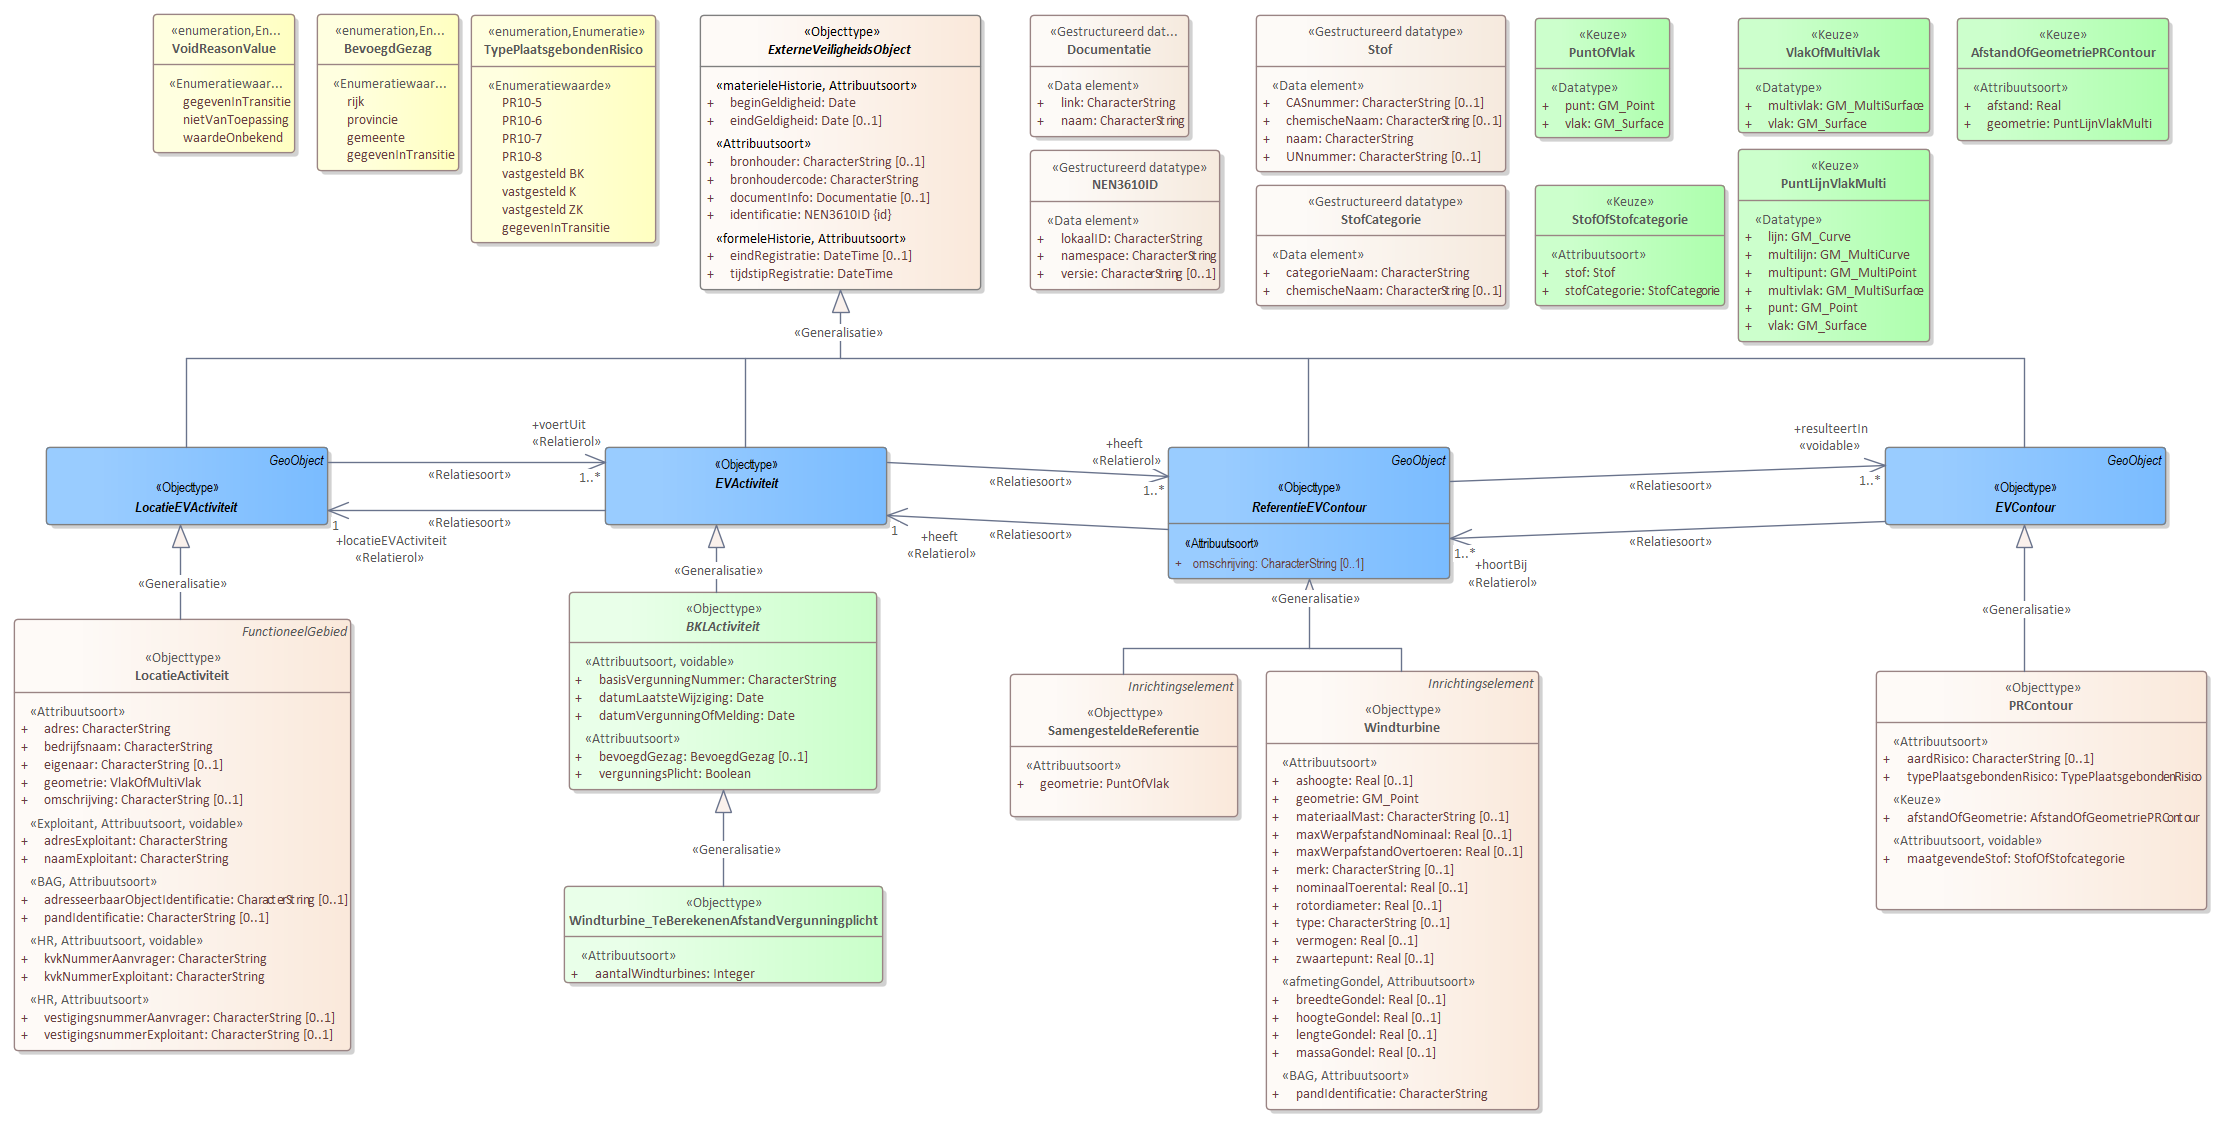 «enumeration,En...
VoidReasonValue
«Enumeratiewaar...
gegevenInTransitie
nietVanToepassing
waardeOnbekend
«enumeration,En...
BevoegdGezag
«Enumeratiewaar...
rijk
provincie
gemeente
gegevenInTransitie
«enumeration,Enumeratie»
TypePlaatsgebondenRisico
«Enumeratiewaarde»
PR10-5
PR10-6
PR10-7
PR10-8
vastgesteld BK
vastgesteld K
vastgesteld ZK
gegevenInTransitie
«Objecttype»
ExterneVeiligheidsObject
«materieleHistorie, Attribuutsoort»
+ beginGeldigheid: Date
+ eindGeldigheid: Date [0..1]
«Attribuutsoort»
+ bronhouder: CharacterString [0..1]
+ bronhoudercode: CharacterString
+ documentInfo: Documentatie [0..1]
+ identificatie: NEN3610ID {id}
«formeleHistorie, Attribuutsoort»
+ eindRegistratie: DateTime [0..1]
+ tijdstipRegistratie: DateTime
«Gestructureerd dat...
Documentatie
«Data element»
+ link: CharacterString
+ naam: CharacterString
«Gestructureerd datatype»
NEN3610ID
«Data element»
+ lokaalID: CharacterString
+ namespace: CharacterString
+ versie: CharacterString [0..1]
«Gestructureerd datatype»
Stof
«Data element»
+ CASnummer: CharacterString [0..1]
+ chemischeNaam: CharacterString [0..1]
+ naam: CharacterString
+ UNnummer: CharacterString [0..1]
«Gestructureerd datatype»
StofCategorie
«Data element»
+ categorieNaam: CharacterString
+ chemischeNaam: CharacterString [0..1]
«Keuze»
PuntOfVlak
«Datatype»
+ punt: GM_Point
+ vlak: GM_Surface
«Keuze»
StofOfStofcategorie
«Attribuutsoort»
+ stof: Stof
+ stofCategorie: StofCategorie
«Keuze»
VlakOfMultiVlak
«Datatype»
+ multivlak: GM_MultiSurface
+ vlak: GM_Surface
«Keuze»
PuntLijnVlakMulti
«Datatype»
+ lijn: GM_Curve
+ multilijn: GM_MultiCurve
+ multipunt: GM_MultiPoint
+ multivlak: GM_MultiSurface
+ punt: GM_Point
+ vlak: GM_Surface
«Keuze»
AfstandOfGeometriePRContour
«Attribuutsoort»
+ afstand: Real
+ geometrie: PuntLijnVlakMulti
«Generalisatie»
GeoObject
«Objecttype»
LocatieEVActiviteit
+voertUit
«Relatierol»
«Relatiesoort»
1..*
«Relatiesoort»
1
+locatieEVActiviteit
«Relatierol»
«Objecttype»
EVActiviteit
+heeft
«Relatierol»
«Relatiesoort»
1..*
1
+heeft
«Relatierol»
«Relatiesoort»
GeoObject
«Objecttype»
ReferentieEVContour
«Attribuutsoort»
+ omschrijving: CharacterString [0..1]
+resulteertIn
«voidable»
«Relatiesoort»
1..*
«Relatiesoort»
1..*
+hoortBij
«Relatierol»
GeoObject
«Objecttype»
EVContour
«Generalisatie»
«Generalisatie»
«Generalisatie»
«Generalisatie»
FunctioneelGebied
«Objecttype»
LocatieActiviteit
«Attribuutsoort»
+ adres: CharacterString
+ bedrijfsnaam: CharacterString
+ eigenaar: CharacterString [0..1]
+ geometrie: VlakOfMultiVlak
+ omschrijving: CharacterString [0..1]
«Exploitant, Attribuutsoort, voidable»
+ adresExploitant: CharacterString
+ naamExploitant: CharacterString
«BAG, Attribuutsoort»
+ adresseerbaarObjectIdentificatie: CharacterString [0..1]
+ pandIdentificatie: CharacterString [0..1]
«HR, Attribuutsoort, voidable»
+ kvkNummerAanvrager: CharacterString
+ kvkNummerExploitant: CharacterString
«HR, Attribuutsoort»
+ vestigingsnummerAanvrager: CharacterString [0..1]
+ vestigingsnummerExploitant: CharacterString [0..1]
«Objecttype»
BKLActiviteit
«Attribuutsoort, voidable»
+ basisVergunningNummer: CharacterString
+ datumLaatsteWijziging: Date
+ datumVergunningOfMelding: Date
«Attribuutsoort»
+ bevoegdGezag: BevoegdGezag [0..1]
+ vergunningsPlicht: Boolean
«Generalisatie»
«Objecttype»
Windturbine_TeBerekenenAfstandVergunningplicht
«Attribuutsoort»
+ aantalWindturbines: Integer
Inrichtingselement
«Objecttype»
SamengesteldeReferentie
«Attribuutsoort»
+ geometrie: PuntOfVlak
Inrichtingselement
«Objecttype»
Windturbine
«Attribuutsoort»
+ ashoogte: Real [0..1]
+ geometrie: GM_Point
+ materiaalMast: CharacterString [0..1]
+ maxWerpafstandNominaal: Real [0..1]
+ maxWerpafstandOvertoeren: Real [0..1]
+ merk: CharacterString [0..1]
+ nominaalToerental: Real [0..1]
+ rotordiameter: Real [0..1]
+ type: CharacterString [0..1]
+ vermogen: Real [0..1]
+ zwaartepunt: Real [0..1]
«afmetingGondel, Attribuutsoort»
+ breedteGondel: Real [0..1]
+ hoogteGondel: Real [0..1]
+ lengteGondel: Real [0..1]
+ massaGondel: Real [0..1]
«BAG, Attribuutsoort»
+ pandIdentificatie: CharacterString
«Objecttype»
PRContour
«Attribuutsoort»
+ aardRisico: CharacterString [0..1]
+ typePlaatsgebondenRisico: TypePlaatsgebondenRisico
«Keuze»
+ afstandOfGeometrie: AfstandOfGeometriePRContour
«Attribuutsoort, voidable»
+ maatgevendeStof: StofOfStofcategorie